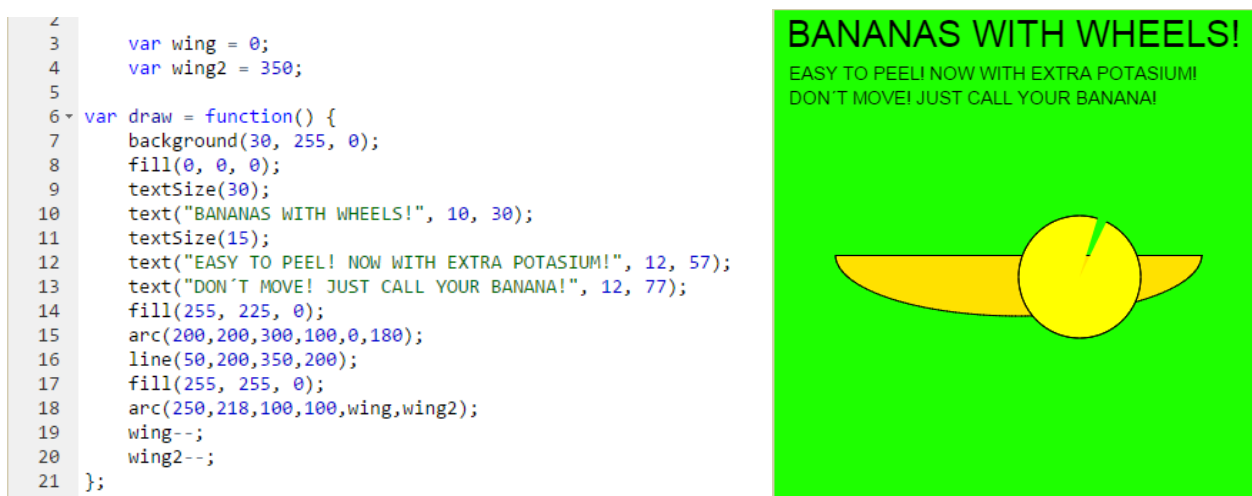 2
3 var wing = 0;
4 var wing2 = 350;
5
6 var draw = function() {
7 background(30, 255, 0);
8 fill(0, 0, 0);
9 textSize(30);
10 text("BANANAS WITH WHEELS!", 10, 30);
11 textSize(15);
12 text("EASY TO PEEL! NOW WITH EXTRA POTASIUM!", 12, 57);
13 text("DON´T MOVE! JUST CALL YOUR BANANA!", 12, 77);
14 fill(255, 225, 0);
15 arc(200,200,300,100,0,180);
16 line(50,200,350,200);
17 fill(255, 255, 0);
18 arc(250,218,100,100,wing,wing2);
19 wing--;
20 wing2--;
21 };
BANANAS WITH WHEELS!
EASY TO PEEL! NOW WITH EXTRA POTASIUM!
DON´T MOVE! JUST CALL YOUR BANANA!